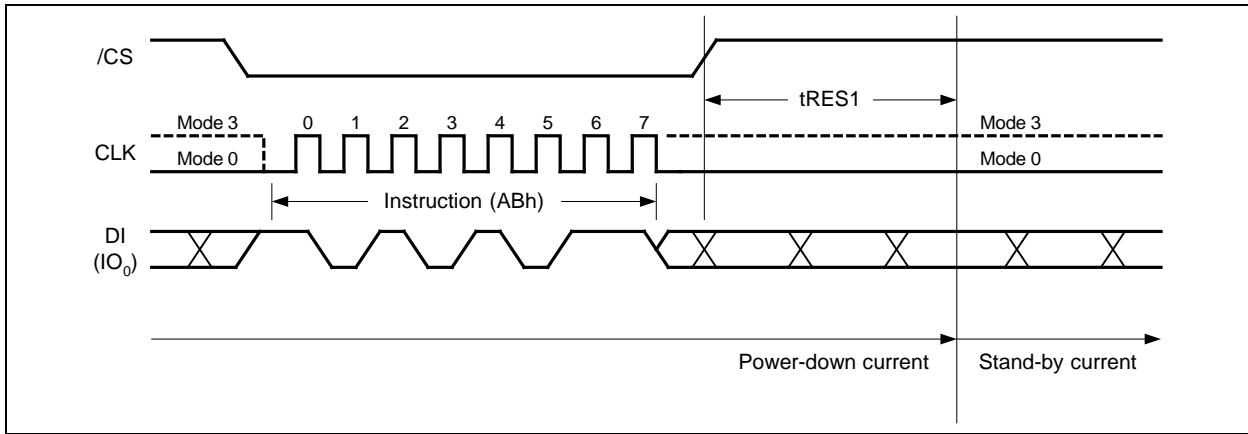 /CS
tRES1
Mode 3
0 1 2 3 4 5 6 7
Mode 3
CLK
Mode 0
Mode 0
Instruction (ABh)
DI
(IO0)
Power-down current
Stand-by current